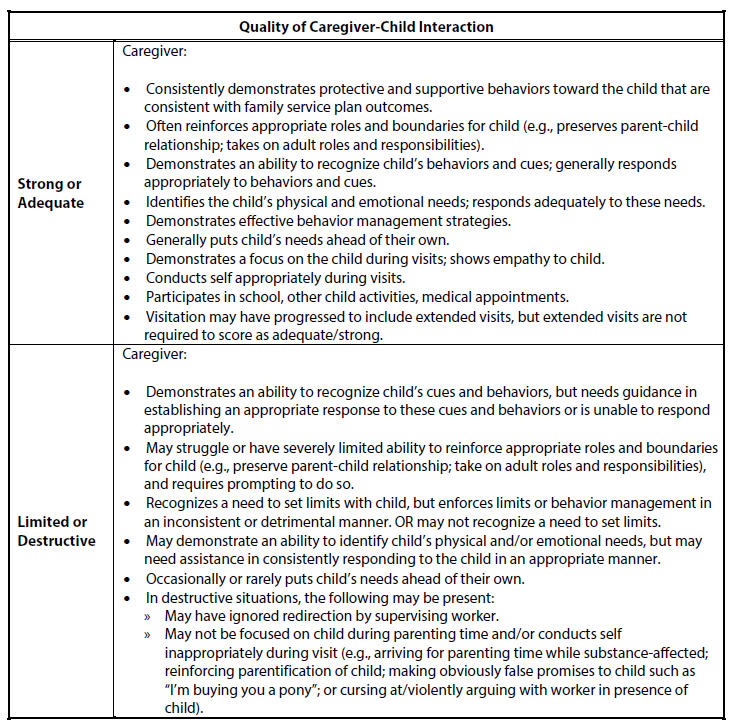 Quality of Caregiver-Child Interaction
Strong or
Adequate
Caregiver:
• Consistently demonstrates protective and supportive behaviors toward the child that are
consistent with family service plan outcomes.
• Often reinforces appropriate roles and boundaries for child (e.g., preserves parent-child
relationship; takes on adult roles and responsibilities).
• Demonstrates an ability to recognize child's behaviors and cues; generally responds
appropriately to behaviors and cues.
• Identifies the child's physical and emotional needs; responds adequately to these needs.
• Demonstrates effective behavior management strategies.
• Generally puts child's needs ahead of their own.
• Demonstrates a focus on the child during visits; shows empathy to child.
• Conducts self appropriately during visits.
• Participates in school, other child activities, medical appointments.
• Visitation may have progressed to include extended visits, but extended visits are not
required to score as adequate/strong.
Limited or
Destructive
Caregiver:
• Demonstrates an ability to recognize child's cues and behaviors, but needs guidance in
establishing an appropriate response to these cues and behaviors or is unable to respond
appropriately.
• May struggle or have severely limited ability to reinforce appropriate roles and boundaries
for child (e.g., preserve parent-child relationship; take on adult roles and responsibilities),
and requires prompting to do so.
• Recognizes a need to set limits with child, but enforces limits or behavior management in
an inconsistent or detrimental manner. OR may not recognize a need to set limits.
• May demonstrate an ability to identify child's physical and/or emotional needs, but may
need assistance in consistently responding to the child in an appropriate manner.
• Occasionally or rarely puts child's needs ahead of their own.
• In destructive situations, the following may be present:
» May have ignored redirection by supervising worker.
» May not be focused on child during parenting time and/or conducts self
inappropriately during visit (e.g., arriving for parenting time while substance-affected;
reinforcing parentification of child; making obviously false promises to child such as
"I'm buying you a pony"; or cursing at/violently arguing with worker in presence of
child).